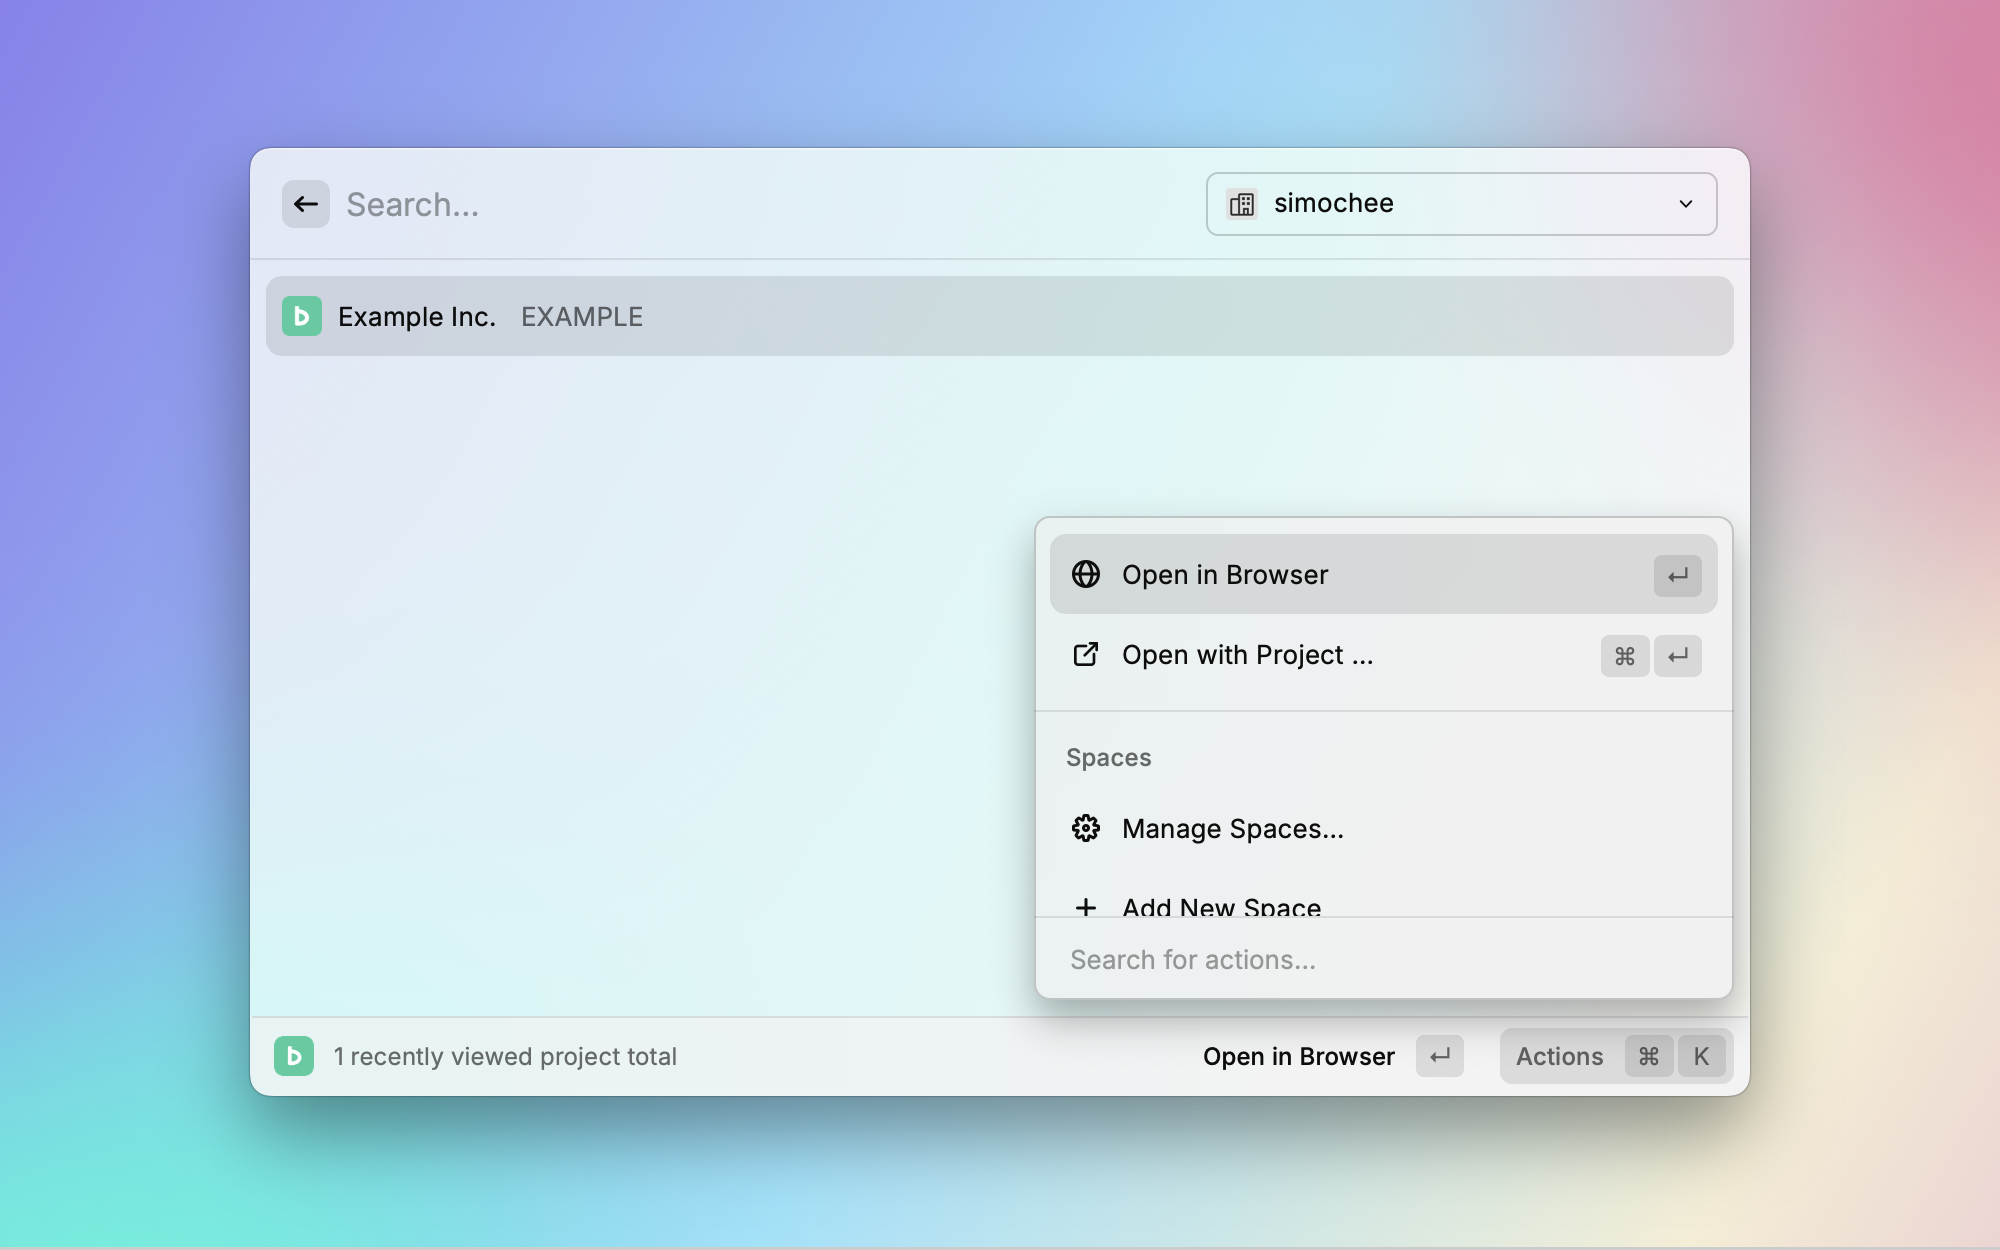 Search...
simochee
Example Inc. EXAMPLE
Open in Browser
Open with Project ...
⌘
Spaces
Manage Spaces...
Add New Space
Search for actions...
1 recently viewed project total
Open in Browser
Actions ⌘ K